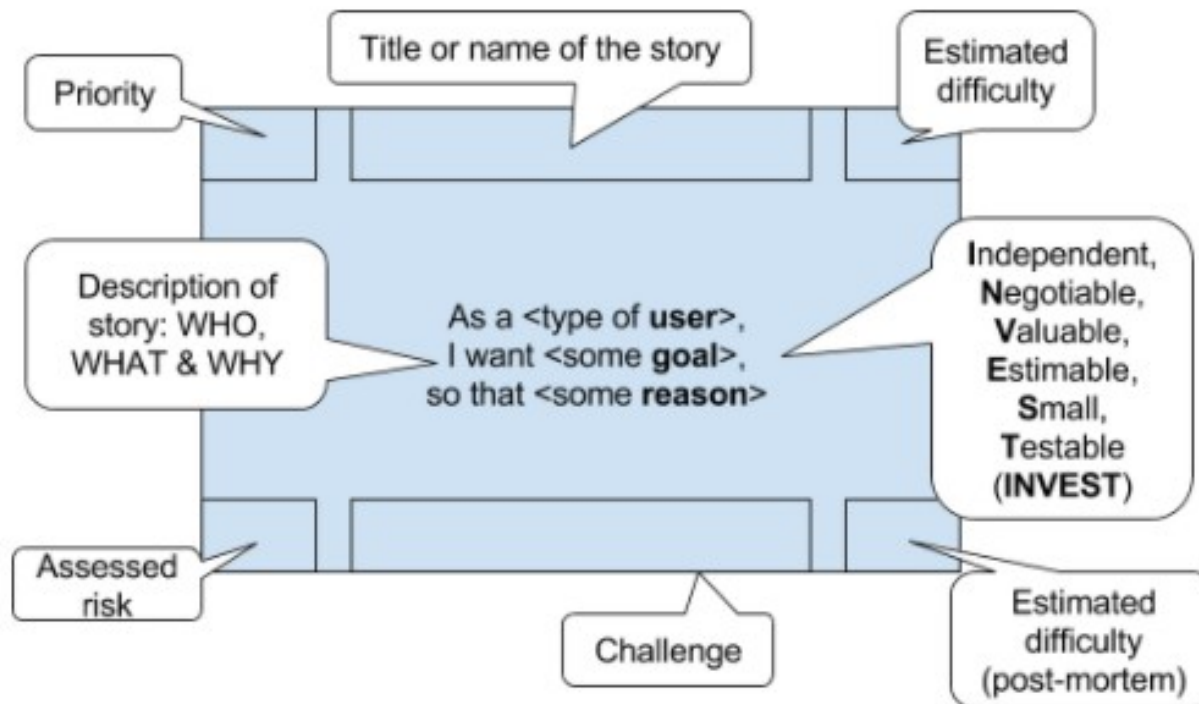 Title or name of the story
Estimated
difficulty
Priority
Description of
story: WHO,
WHAT & WHY
As a <type of user>,
I want <some goal>,
so that <some reason>
Independent,
Negotiable,
Valuable,
Estimable,
Small,
Testable
(INVEST)
Assessed
risk
Challenge
Estimated
difficulty
(post-mortem)